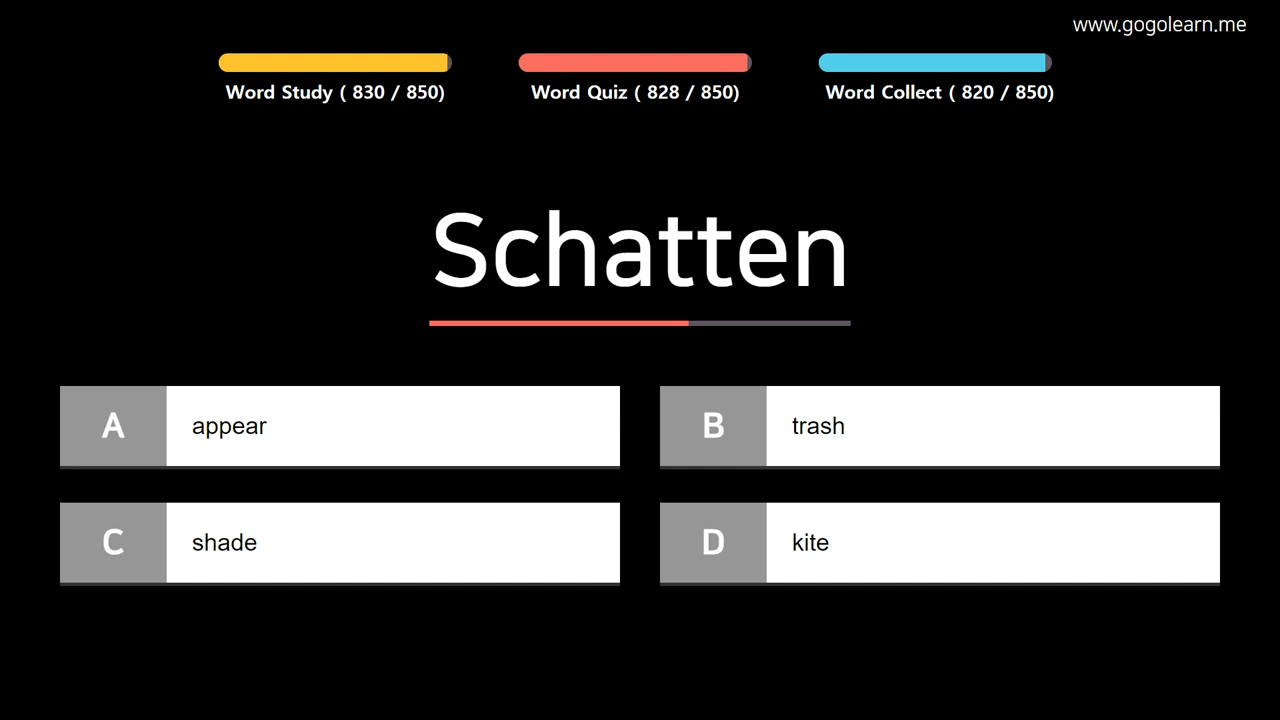 www.gogolearn.me
Word Study ( 830 / 850)
Word Quiz ( 828 / 850)
Word Collect ( 820 / 850)
Schatten
A appear
B trash
C shade
D kite